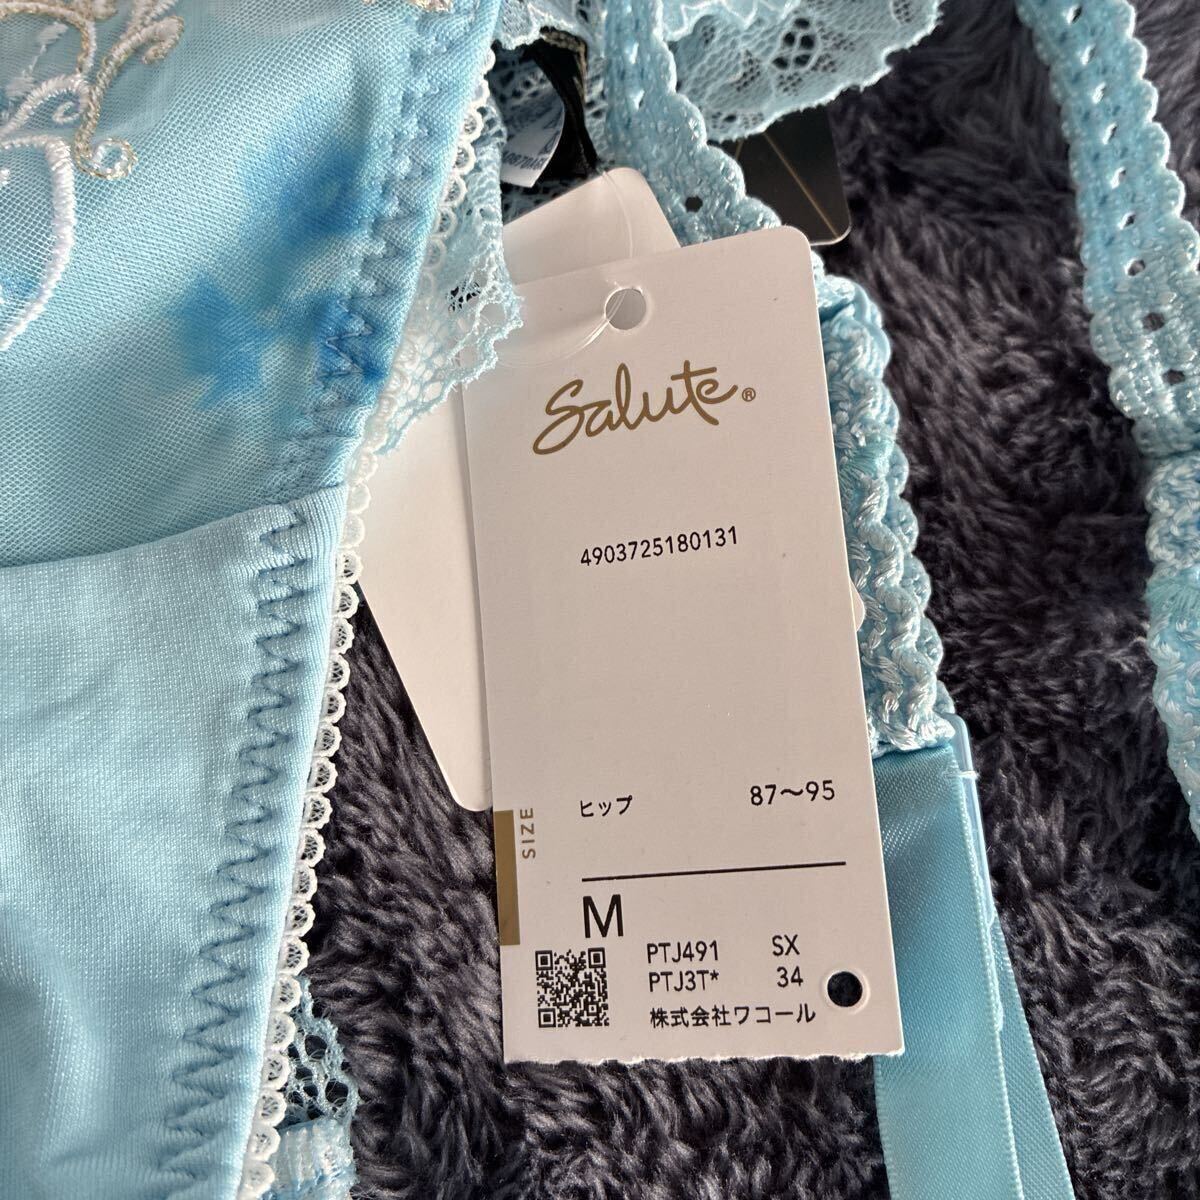 Salute®
4903725180131
ヒップ 87〜95
SIZE
M
PTJ491 SX
PTJ3T* 34
株式会社ワコール